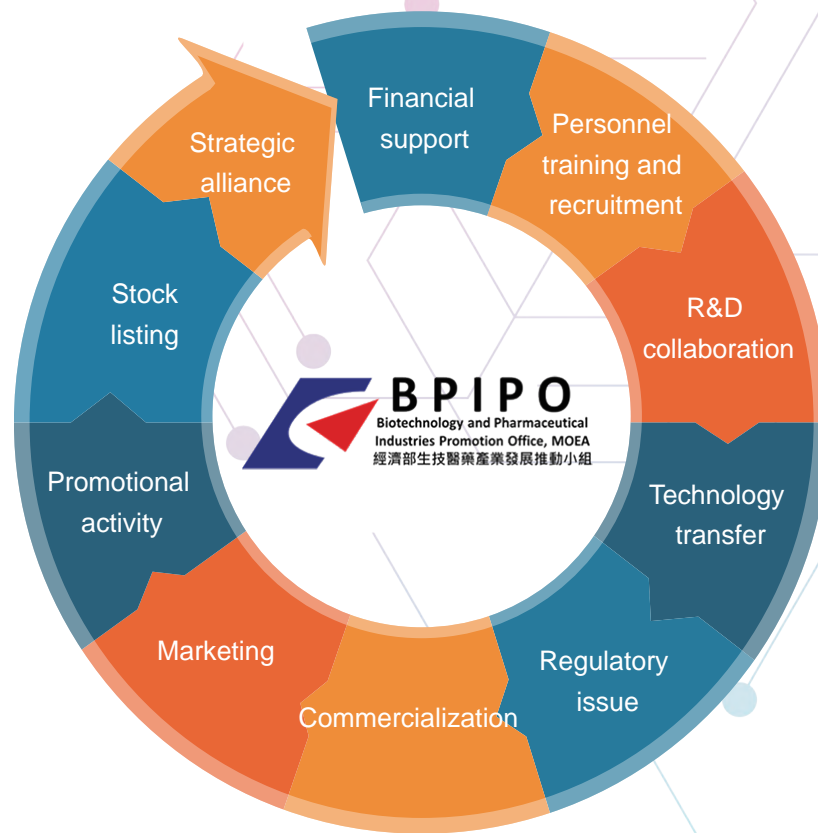 Financial
support
Personnel
training and
recruitment
R&D
collaboration
Technology
transfer
Regulatory
issue
Commercialization
Marketing
Promotional
activity
Stock
listing
Strategic
alliance
BPIPO
Biotechnology and Pharmaceutical
Industries Promotion Office, MOEA
經濟部生技醫藥產業發展推動小組